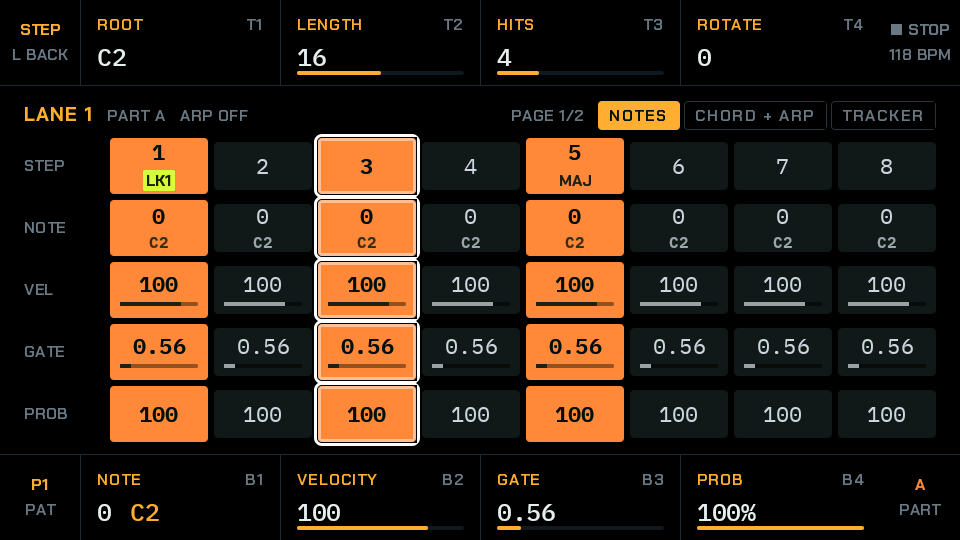 STEP
L BACK
ROOT T1
C2
LENGTH T2
16
HITS T3
4
ROTATE T4
0
STOP
118 BPM
LANE 1 PART A ARP OFF PAGE 1/2 NOTES CHORD + ARP TRACKER
STEP 1 2 3 4 5 6 7 8
LK1 MAJ
NOTE 0 0 0 0 0 0 0 0
C2 C2 C2 C2 C2 C2 C2 C2
VEL 100 100 100 100 100 100 100 100
GATE 0.56 0.56 0.56 0.56 0.56 0.56 0.56 0.56
PROB 100 100 100 100 100 100 100 100
P1
PAT
NOTE B1
0 C2
VELOCITY B2
100
GATE B3
0.56
PROB B4
100%
A
PART